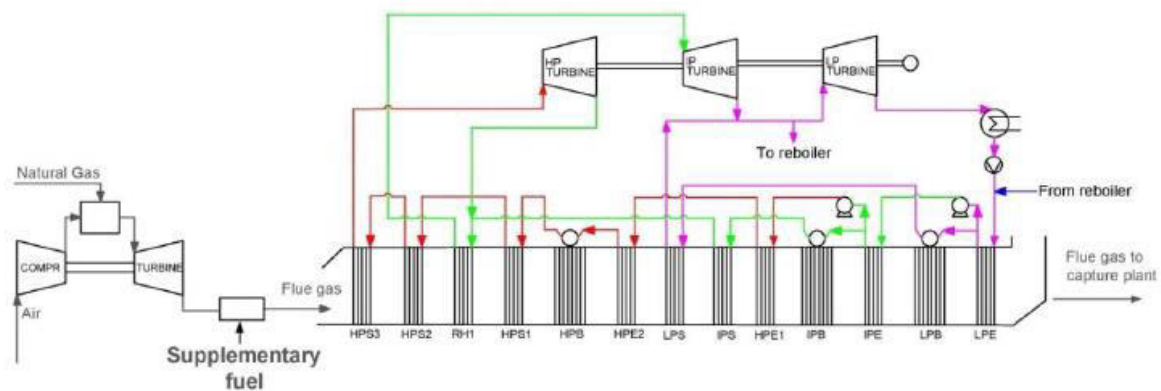 HP
TURBINE
IP
TURBINE
LP
TURBINE
To reboiler
From reboiler
Natural Gas
COMPR
TURBINE
Air
Flue gas
Supplementary
fuel
HPS3
HPS2
RH1
HPS1
HPB
HPE2
LPS
IPS
HPE1
IPB
IPE
LPB
LPE
Flue gas to
capture plant